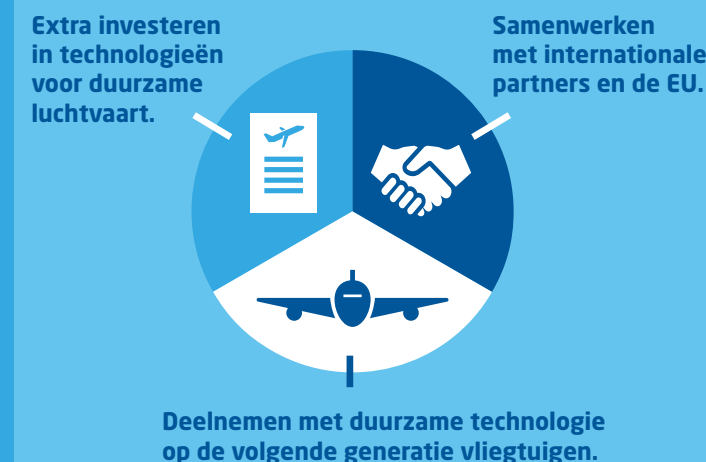 Extra investeren
in technologieën
voor duurzame
luchtvaart.
Samenwerken
met internationale
partners en de EU.
Deelnemen met duurzame technologie
op de volgende generatie vliegtuigen.